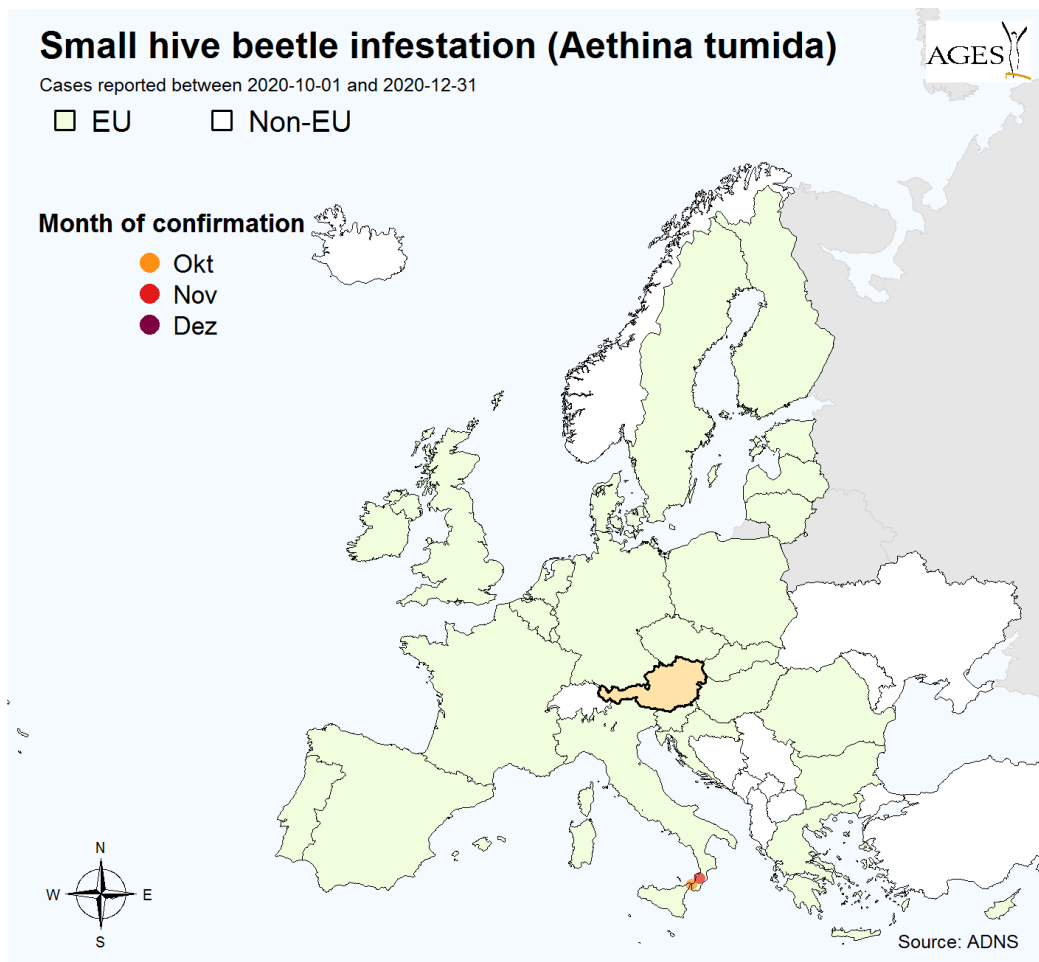 Small hive beetle infestation (Aethina tumida)
AGES
Cases reported between 2020-10-01 and 2020-12-31
EU
Non-EU
Month of confirmation
Okt
Nov
Dez
N
W
E
S
Source: ADNS